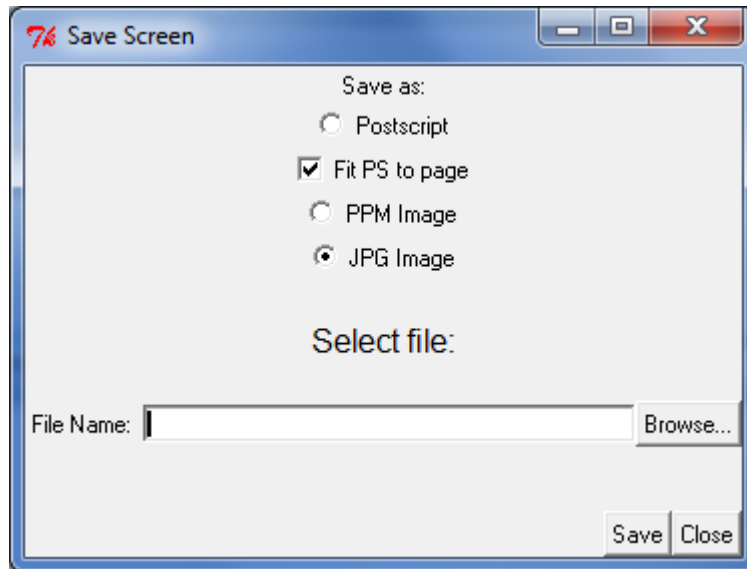 Save Screen
Save as:
Postscript
Fit PS to page
PPM Image
JPG Image
Select file:
File Name: Browse...
Save Close